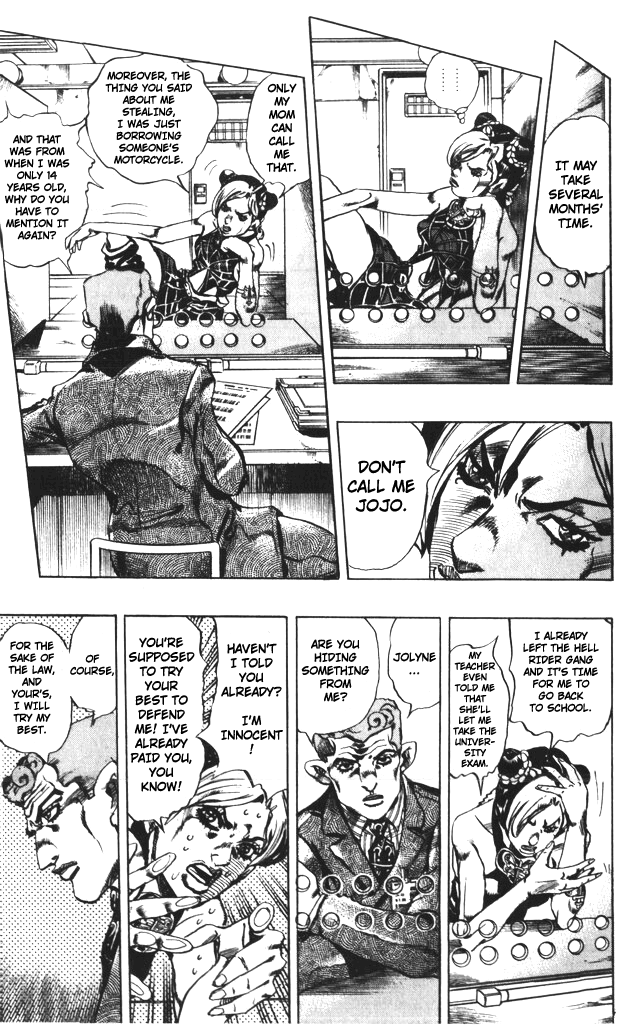 IT MAY
TAKE
SEVERAL
MONTHS'
TIME.
......
DON'T
CALL ME
JOJO.
ONLY
MY
MOM
CAN
CALL
ME
THAT.
MOREOVER, THE
THING YOU SAID
ABOUT ME
STEALING,
I WAS JUST
BORROWING
SOMEONE'S
MOTORCYCLE.
AND THAT
WAS FROM
WHEN I WAS
ONLY 14
YEARS OLD,
WHY DO YOU
HAVE TO
MENTION IT
AGAIN?
I ALREADY
LEFT THE HELL
RIDER GANG
AND IT'S TIME
FOR ME TO
GO BACK
TO SCHOOL.
MY
TEACHER
EVEN
TOLD ME
THAT
SHE'LL
LET ME
TAKE THE
UNIVER-
SITY
EXAM.
JOLYNE
...
ARE YOU
HIDING
SOMETHING
FROM
ME?
HAVEN'T
I TOLD
YOU
ALREADY?
I'M
INNOCENT
!
YOU'RE
SUPPOSED
TO TRY
YOUR
BEST TO
DEFEND
ME! I'VE
ALREADY
PAID YOU,
YOU
KNOW!
OF
COURSE,
FOR THE
SAKE OF
THE LAW,
AND
YOUR'S,
I WILL
TRY MY
BEST.